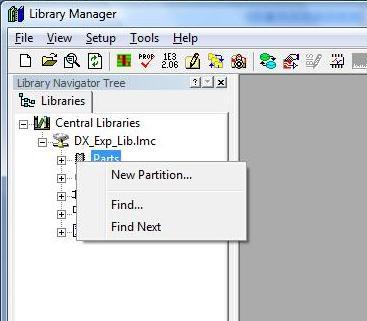 Library Manager
File View Setup Tools Help
PROP 1E3 2.06
Library Navigator Tree
Libraries
Central Libraries
DX_Exp_Lib.lmc
Parts
New Partition...
Find...
Find Next